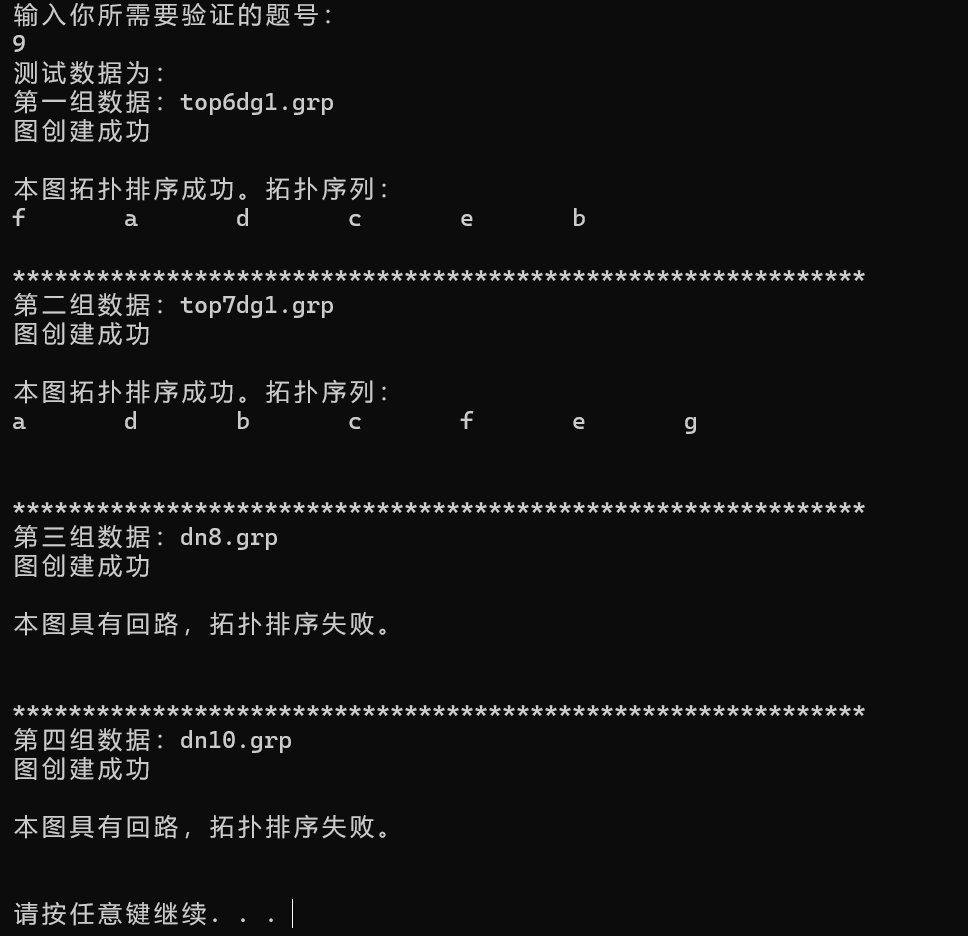 输入你所需要验证的题号：
9
测试数据为：
第一组数据：top6dg1.grp
图创建成功
本图拓扑排序成功。拓扑序列：
f a d c e b
*************************************************************
第二组数据：top7dg1.grp
图创建成功
本图拓扑排序成功。拓扑序列：
a d b c f e g
*************************************************************
第三组数据：dn8.grp
图创建成功
本图具有回路，拓扑排序失败。
*************************************************************
第四组数据：dn10.grp
图创建成功
本图具有回路，拓扑排序失败。
请按任意键继续. . .